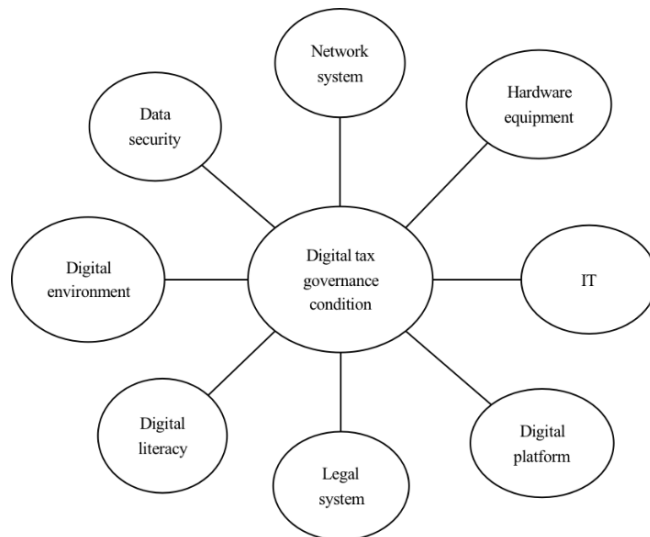 Network
system
Hardware
equipment
Data
security
Digital tax
governance
condition
Digital
environment
IT
Digital
literacy
Digital
platform
Legal
system